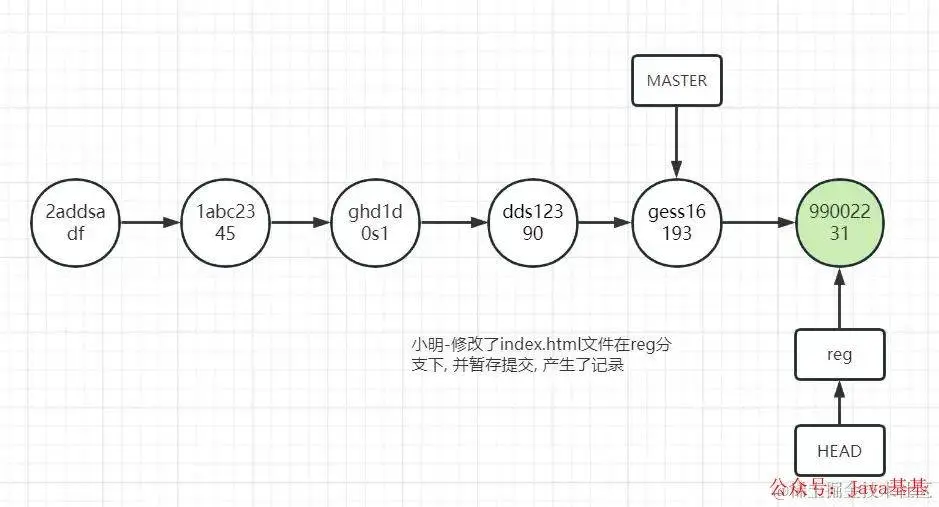 MASTER
2addsa
df
1abc23
45
ghd1d
0s1
dds123
90
gess16
193
990022
31
小明-修改了index.html文件在reg分
支下, 并暂存提交, 产生了记录
reg
HEAD
公众号：Java基基